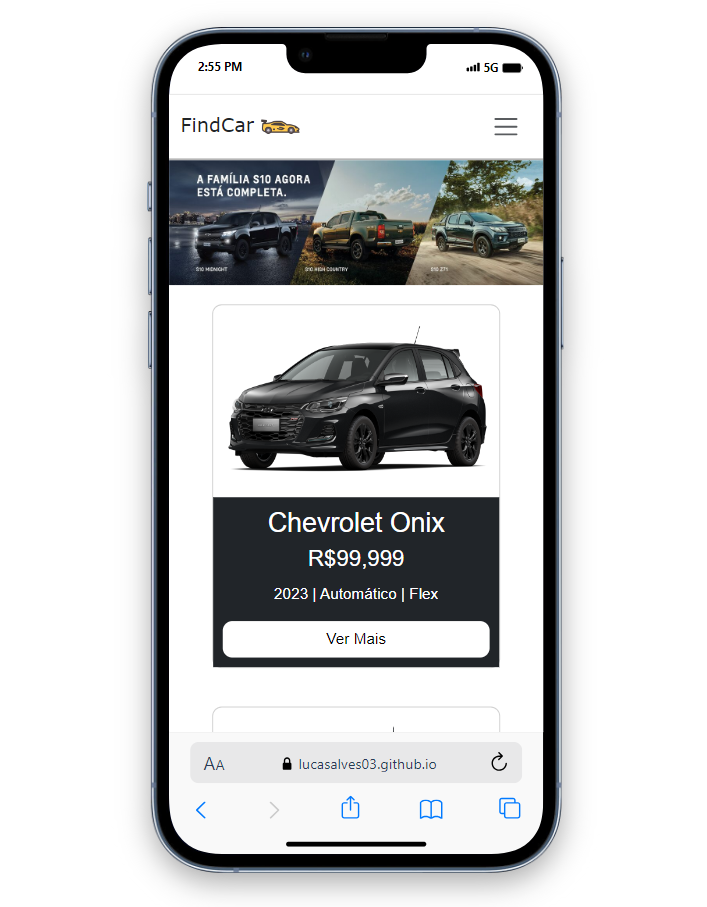 2:55 PM
5G
FindCar
A FAMÍLIA S10 AGORA
ESTÁ COMPLETA.
S10 MIDNIGHT
S10 HIGH COUNTRY
S10 Z71
Chevrolet Onix
R$99,999
2023 | Automático | Flex
Ver Mais
AA
lucasalves03.github.io